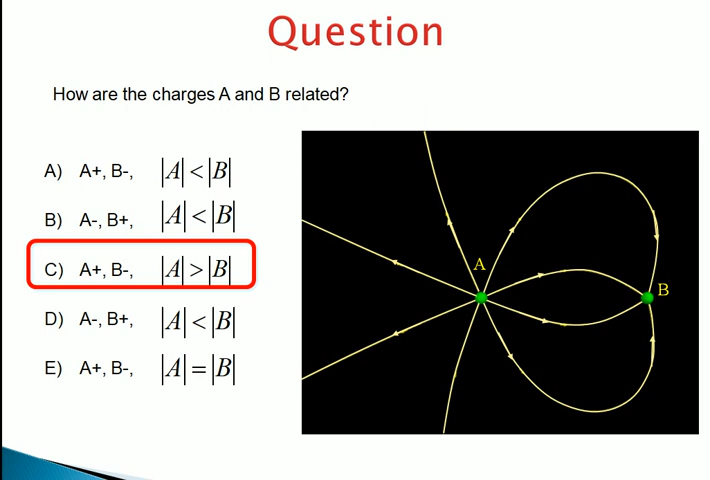 Question
How are the charges A and B related?
A) A+, B-, |A| < |B|
B) A-, B+, |A| < |B|
C) A+, B-, |A| > |B|
D) A-, B+, |A| < |B|
E) A+, B-, |A| = |B|
A
B